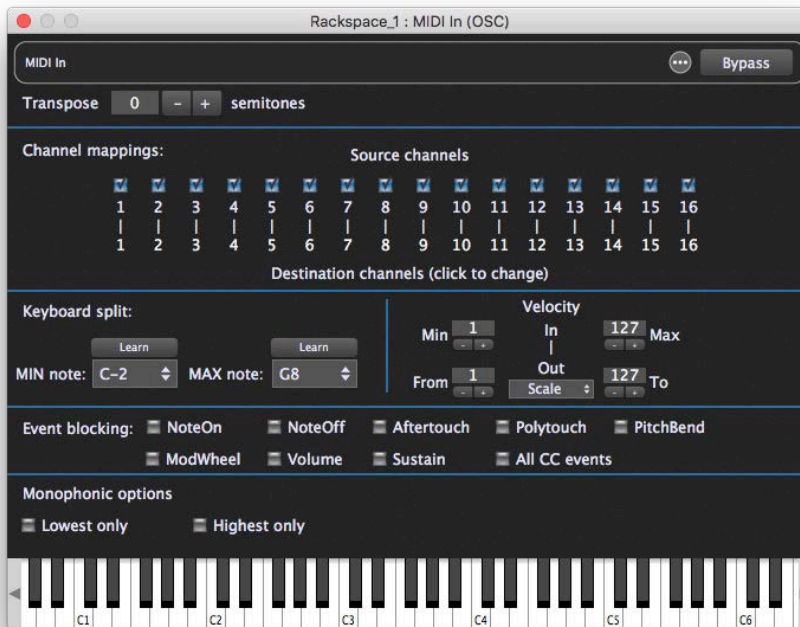 Rackspace_1 : MIDI In (OSC)
MIDI In ••• Bypass
Transpose 0 - + semitones
Channel mappings:
Source channels
1 2 3 4 5 6 7 8 9 10 11 12 13 14 15 16
1 2 3 4 5 6 7 8 9 10 11 12 13 14 15 16
Destination channels (click to change)
Keyboard split:
Learn Learn
MIN note: C-2 MAX note: G8
Velocity
Min 1 In 127 Max
- + - +
Out
From 1 Scale 127 To
- + - +
Event blocking: NoteOn NoteOff Aftertouch Polytouch PitchBend
ModWheel Volume Sustain All CC events
Monophonic options
Lowest only Highest only
C1 C2 C3 C4 C5 C6